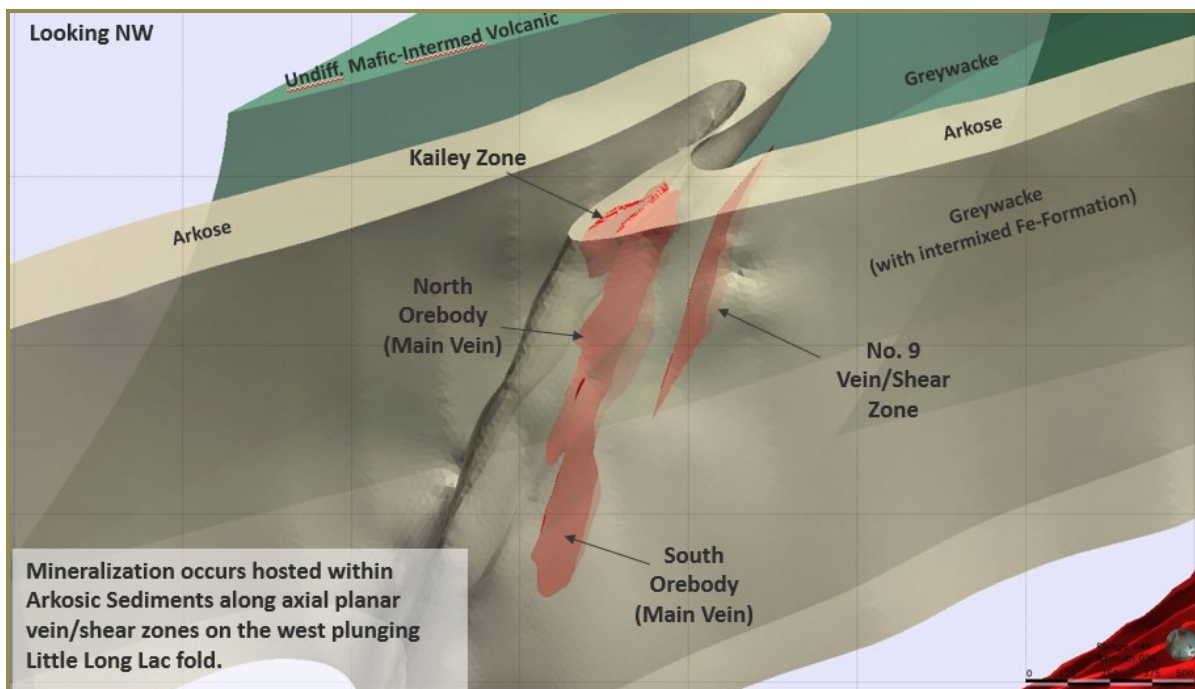 Looking NW
Undiff. Mafic-Intermed Volcanic
Greywacke
Arkose
Kailey Zone
Greywacke
(with intermixed Fe-Formation)
Arkose
North
Orebody
(Main Vein)
No. 9
Vein/Shear
Zone
South
Orebody
(Main Vein)
Mineralization occurs hosted within
Arkosic Sediments along axial planar
vein/shear zones on the west plunging
Little Long Lac fold.
0